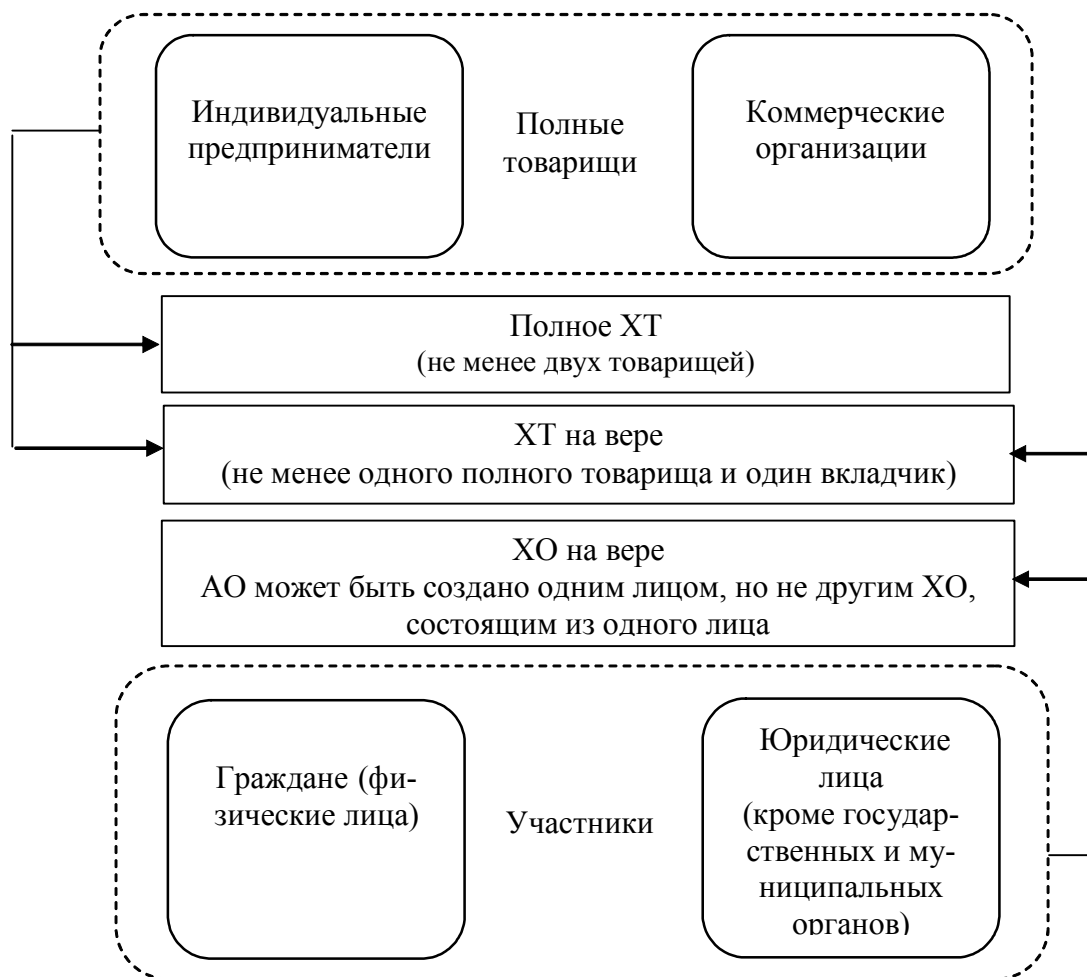 Индивидуальные
предприниматели
Полные
товарищи
Коммерческие
организации
Полное ХТ
(не менее двух товарищей)
ХТ на вере
(не менее одного полного товарища и один вкладчик)
ХО на вере
АО может быть создано одним лицом, но не другим ХО,
состоящим из одного лица
Граждане (фи-
зические лица)
Участники
Юридические
лица
(кроме государ-
ственных и му-
ниципальных
органов)